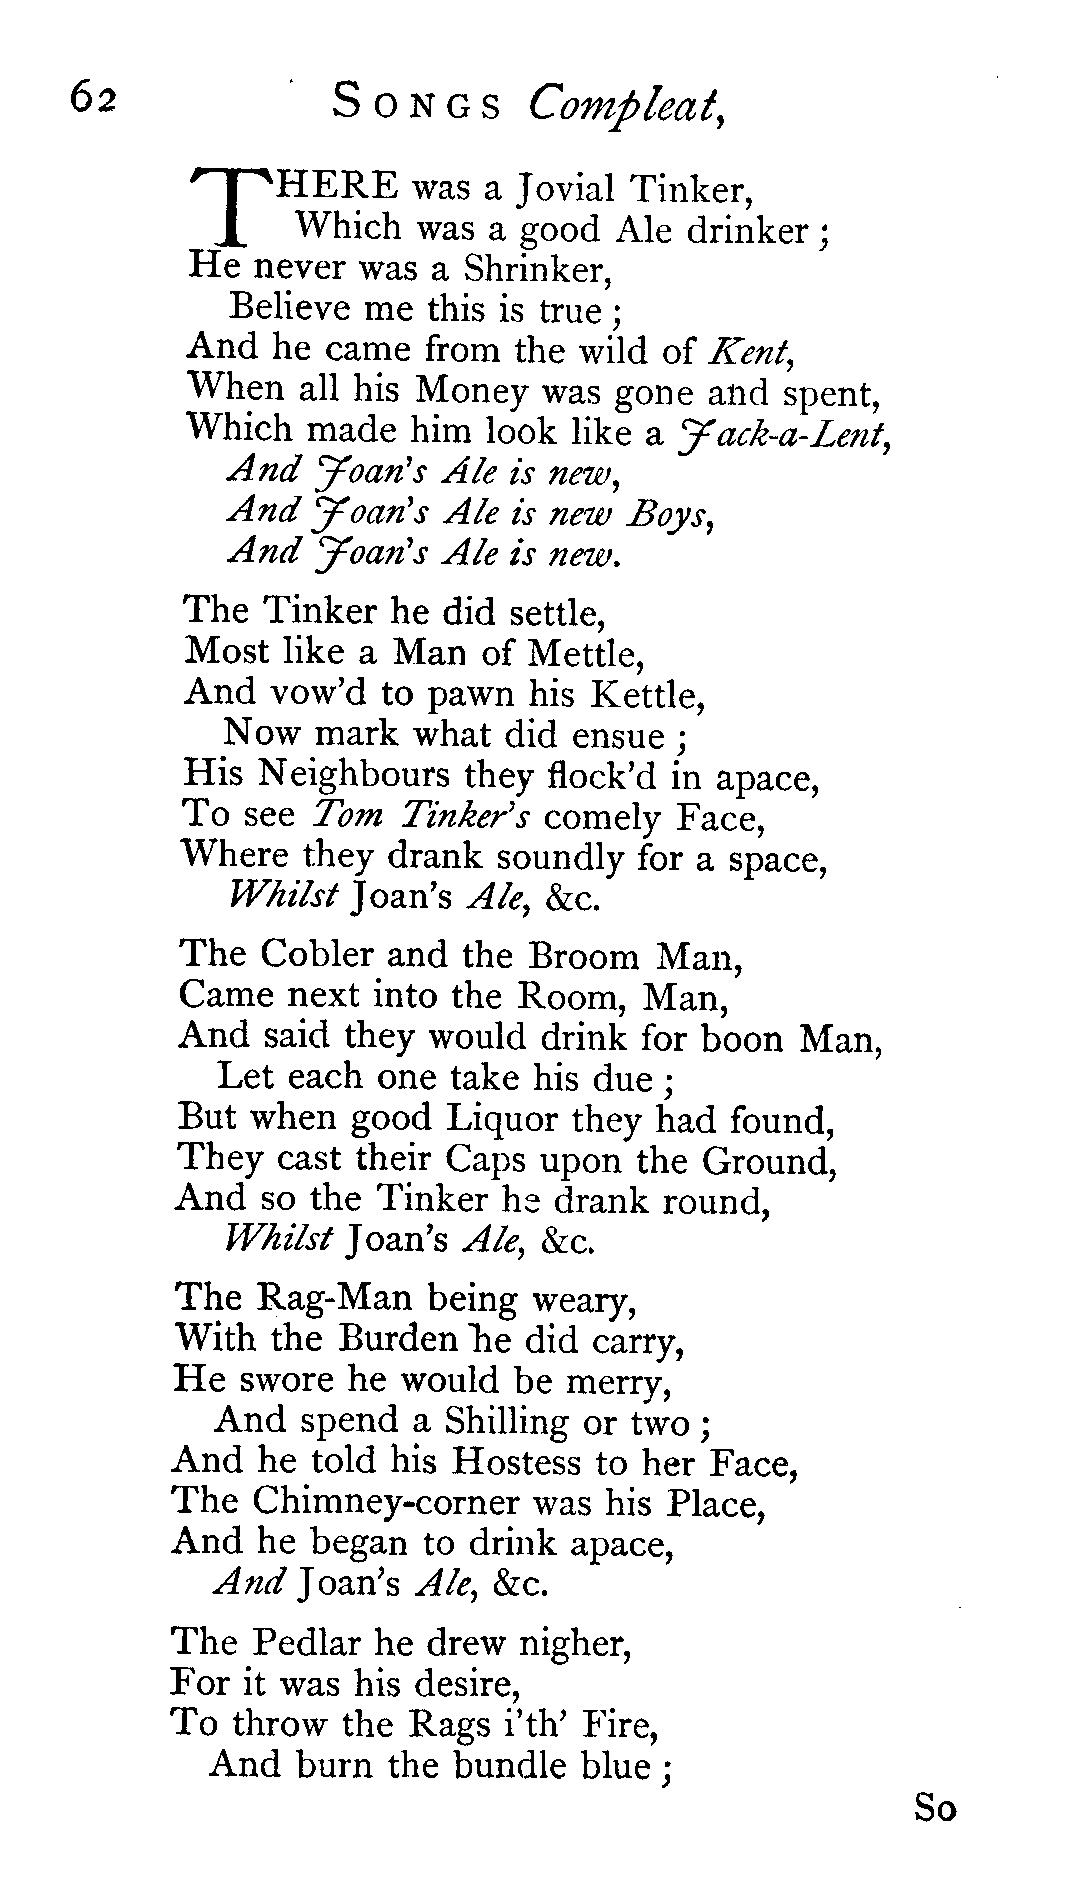 62 SONGS Compleat,
THERE was a Jovial Tinker,
Which was a good Ale drinker ;
He never was a Shrinker,
Believe me this is true ;
And he came from the wild of Kent,
When all his Money was gone and spent,
Which made him look like a Jack-a-Lent,
And Joan's Ale is new,
And Joan's Ale is new Boys,
And Joan's Ale is new.
The Tinker he did settle,
Most like a Man of Mettle,
And vow'd to pawn his Kettle,
Now mark what did ensue ;
His Neighbours they flock'd in apace,
To see Tom Tinker's comely Face,
Where they drank soundly for a space,
Whilst Joan's Ale, &c.
The Cobler and the Broom Man,
Came next into the Room, Man,
And said they would drink for boon Man,
Let each one take his due ;
But when good Liquor they had found,
They cast their Caps upon the Ground,
And so the Tinker he drank round,
Whilst Joan's Ale, &c.
The Rag-Man being weary,
With the Burden he did carry,
He swore he would be merry,
And spend a Shilling or two ;
And he told his Hostess to her Face,
The Chimney-corner was his Place,
And he began to drink apace,
And Joan's Ale, &c.
The Pedlar he drew nigher,
For it was his desire,
To throw the Rags i'th' Fire,
And burn the bundle blue ;
So